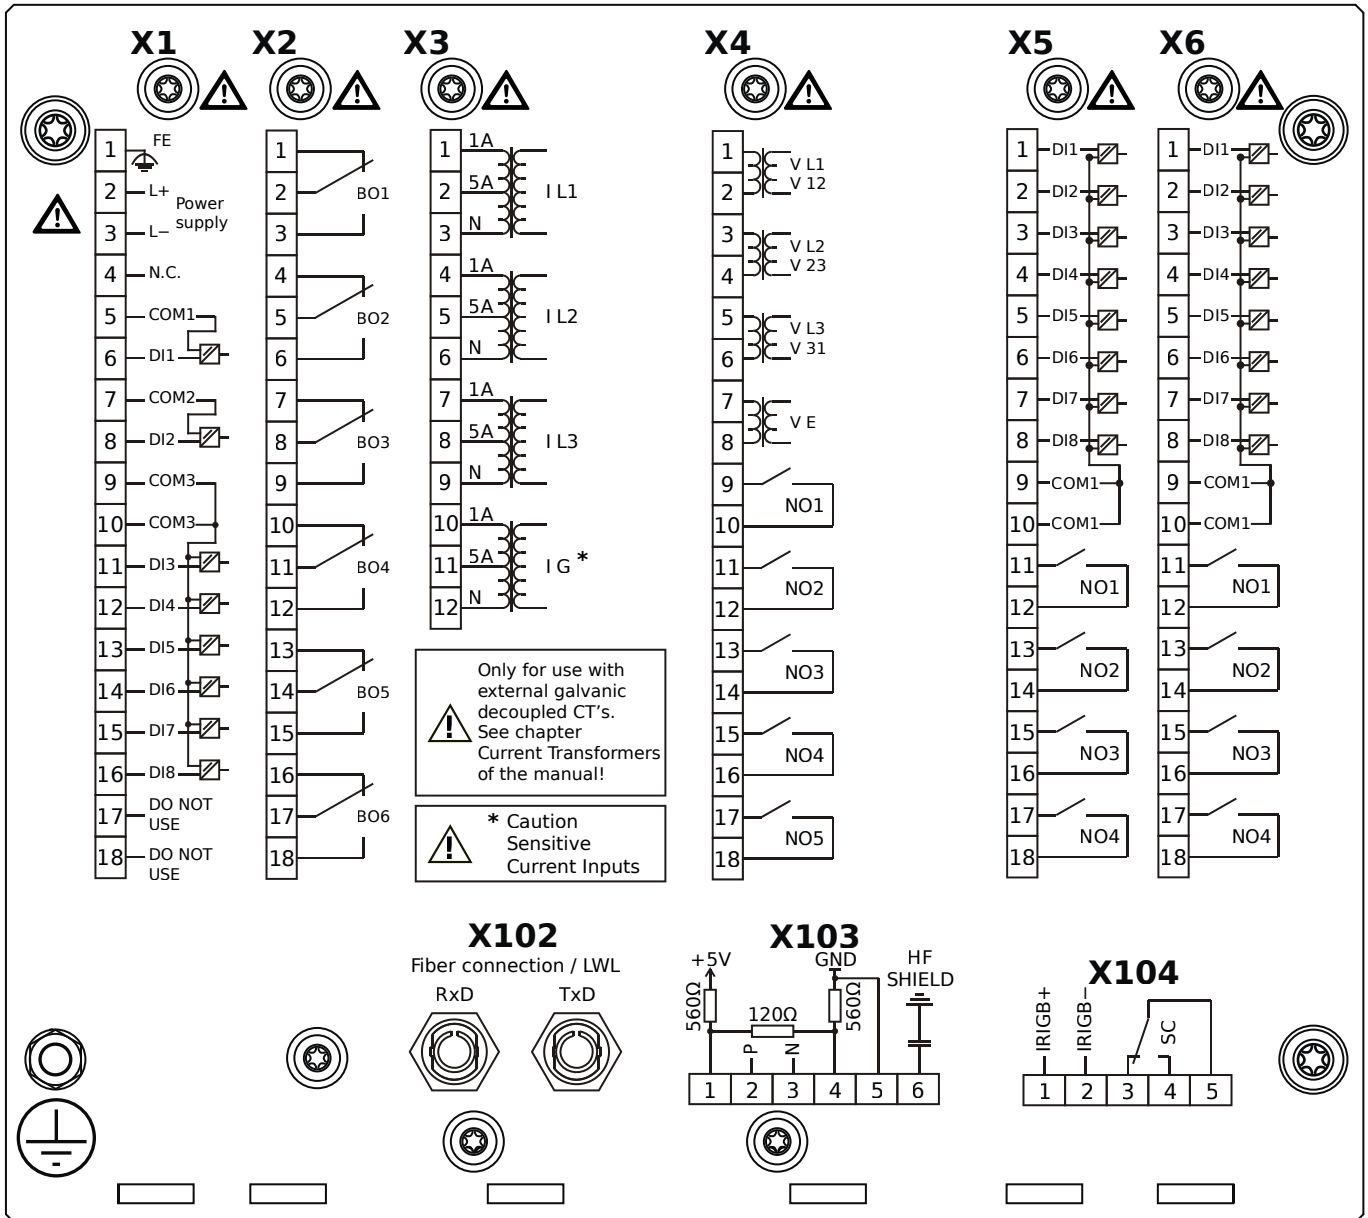 X1 X2 X3 X4 X5 X6
1 FE
2 L+ Power
supply
3 L−
4 N.C.
5 COM1
6 DI1
7 COM2
8 DI2
9 COM3
10 COM3
11 DI3
12 DI4
13 DI5
14 DI6
15 DI7
16 DI8
17 DO NOT
USE
18 DO NOT
USE
1
2 BO1
3
4
5 BO2
6
7
8 BO3
9
10
11 BO4
12
13
14 BO5
15
16
17 BO6
18
1 1A
2 5A I L1
3 N
4 1A
5 5A I L2
6 N
7 1A
8 5A I L3
9 N
10 1A
11 5A I G *
12 N
Only for use with
external galvanic
decoupled CT's.
See chapter
Current Transformers
of the manual!
* Caution
Sensitive
Current Inputs
1 V L1
2 V 12
3 V L2
4 V 23
5 V L3
6 V 31
7 V E
8
9 NO1
10
11 NO2
12
13 NO3
14
15 NO4
16
17 NO5
18
1 DI1
2 DI2
3 DI3
4 DI4
5 DI5
6 DI6
7 DI7
8 DI8
9 COM1
10 COM1
11 NO1
12
13 NO2
14
15 NO3
16
17 NO4
18
1 DI1
2 DI2
3 DI3
4 DI4
5 DI5
6 DI6
7 DI7
8 DI8
9 COM1
10 COM1
11 NO1
12
13 NO2
14
15 NO3
16
17 NO4
18
X102
Fiber connection / LWL
RxD TxD
X103
+5V GND HF
SHIELD
560Ω 120Ω 560Ω
P N
1 2 3 4 5 6
X104
IRIGB+ IRIGB− SC
1 2 3 4 5